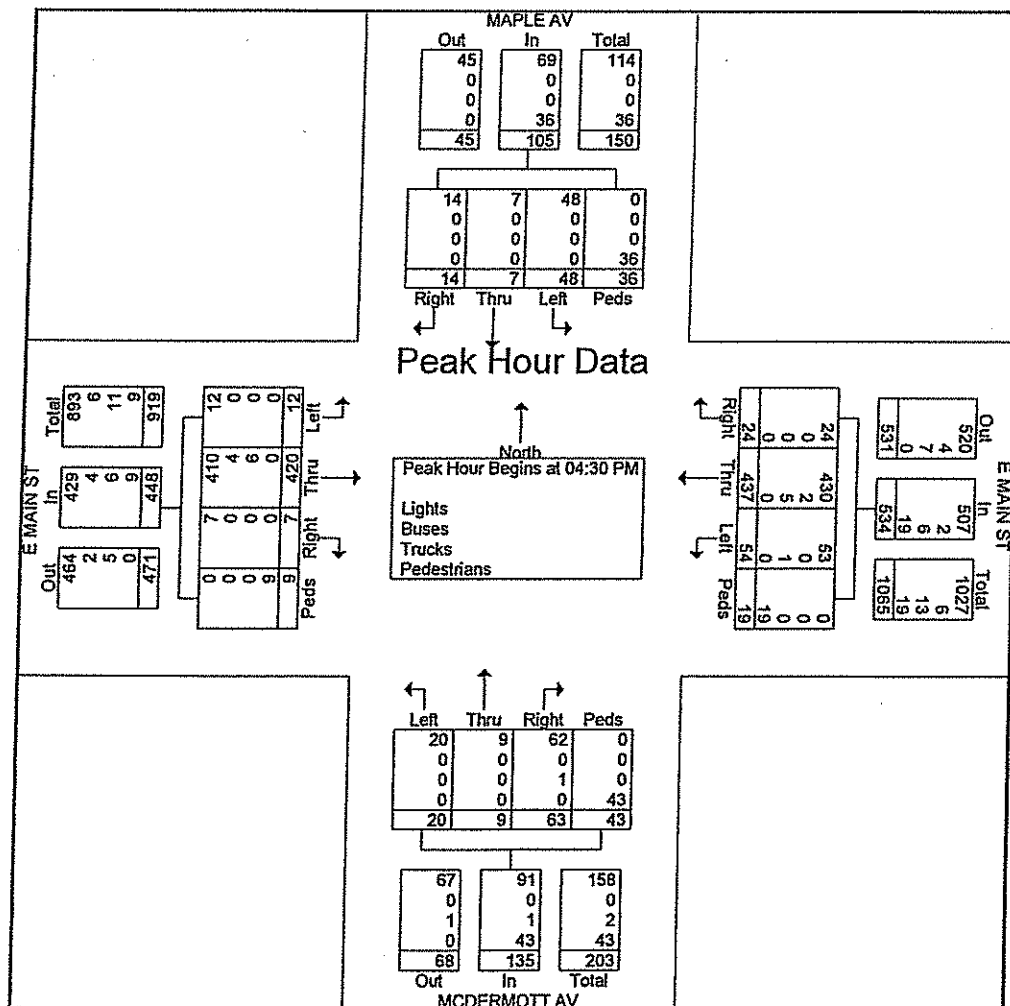 MAPLE AV
Out In Total
45 69 114
0 0 0
0 0 0
0 36 36
45 105 150
14 7 48 0
0 0 0 0
0 0 0 0
0 0 0 36
14 7 48 36
Right Thru Left Peds
Peak Hour Data
North
Peak Hour Begins at 04:30 PM
Lights
Buses
Trucks
Pedestrians
E MAIN ST
Total
893 6 11 9 919
In
429 4 6 9 448
Out
464 2 5 0 471
Left
12 0 0 0 12
Thru
410 4 6 0 420
Right
7 0 0 0 7
Peds
0 0 0 9 9
Right
24 0 0 0 24
Thru
430 2 5 0 437
Left
53 0 1 0 54
Peds
0 0 0 19 19
Out
520 4 7 0 531
In
507 2 6 19 534
Total
1027 6 13 19 1065
E MAIN ST
Left Thru Right Peds
20 9 62 0
0 0 0 0
0 0 1 0
0 0 0 43
20 9 63 43
67 91 158
0 0 0
1 1 2
0 43 43
68 135 203
Out In Total
MCDERMOTT AV